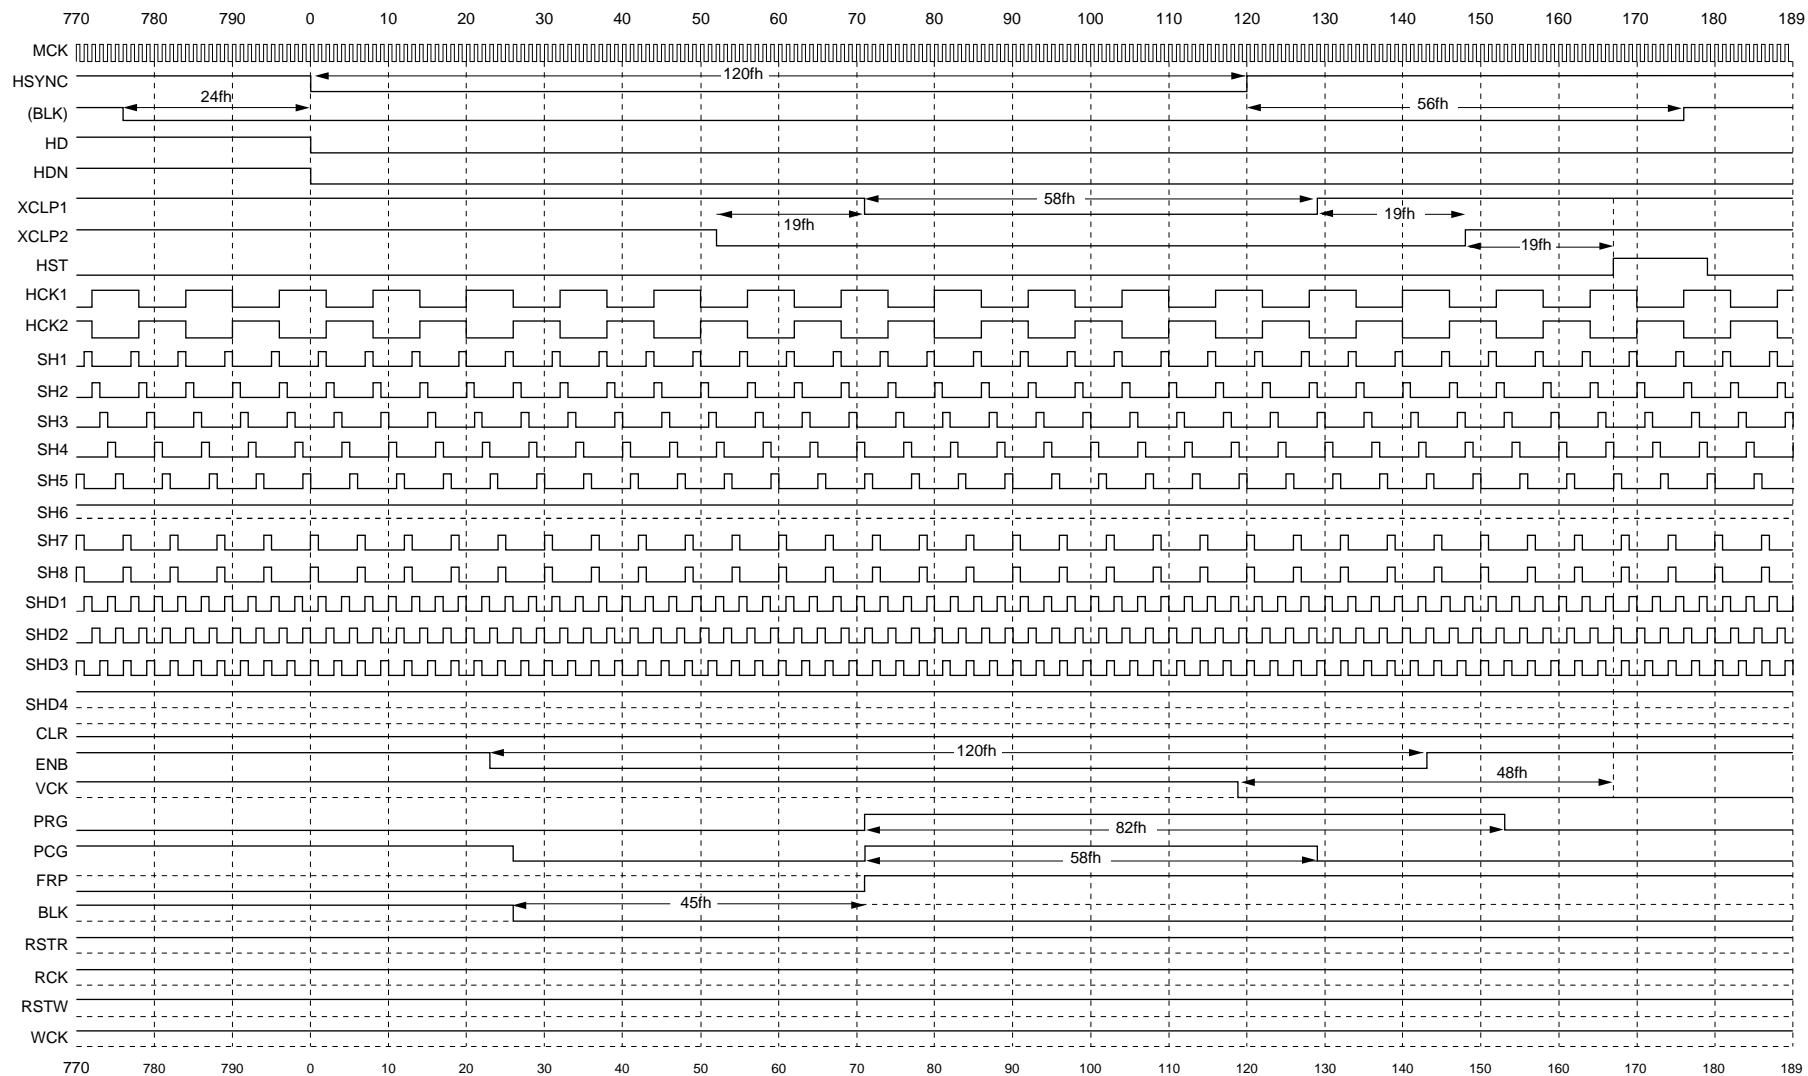 770 780 790 0 10 20 30 40 50 60 70 80 90 100 110 120 130 140 150 160 170 180 189
MCK
HSYNC 120fh
24fh
(BLK) 56fh
HD
HDN
XCLP1 58fh
19fh 19fh
XCLP2 19fh
HST
HCK1
HCK2
SH1
SH2
SH3
SH4
SH5
SH6
SH7
SH8
SHD1
SHD2
SHD3
SHD4
CLR
ENB 120fh
VCK 48fh
PRG 82fh
PCG 58fh
FRP
BLK 45fh
RSTR
RCK
RSTW
WCK
770 780 790 0 10 20 30 40 50 60 70 80 90 100 110 120 130 140 150 160 170 180 189